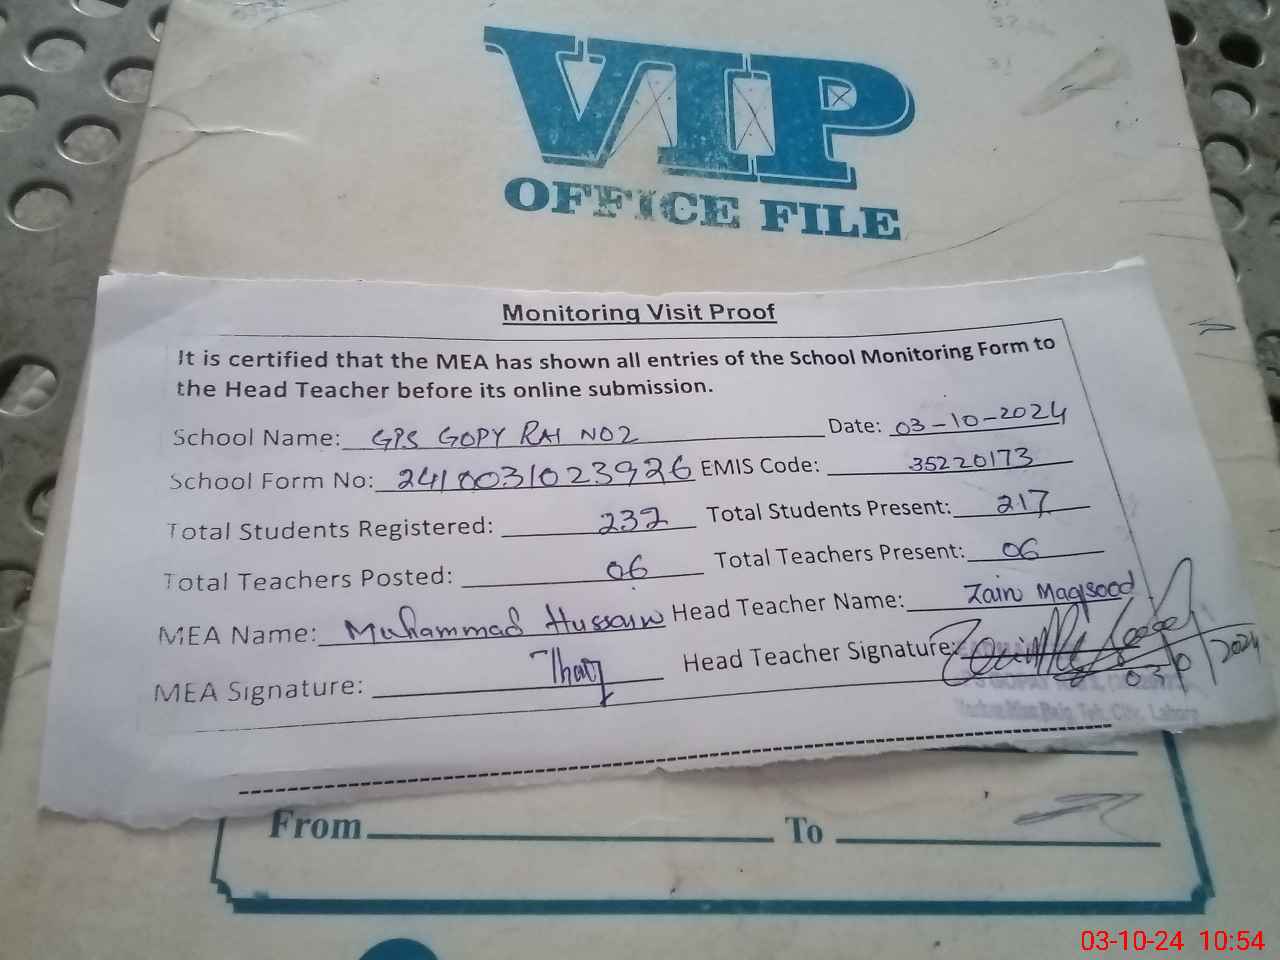 VIP
OFFICE FILE
Monitoring Visit Proof
It is certified that the MEA has shown all entries of the School Monitoring Form to
the Head Teacher before its online submission.
School Name: GPS GOPY RAI NO2 Date: 03-10-2024
School Form No: 2410031023926 EMIS Code: 35220173
Total Students Registered: 232 Total Students Present: 217
Total Teachers Posted: 06 Total Teachers Present: 06
MEA Name: Muhammad Hussain Head Teacher Name: Zain Maqsood
MEA Signature: Head Teacher Signature:
From To
03-10-24 10:54